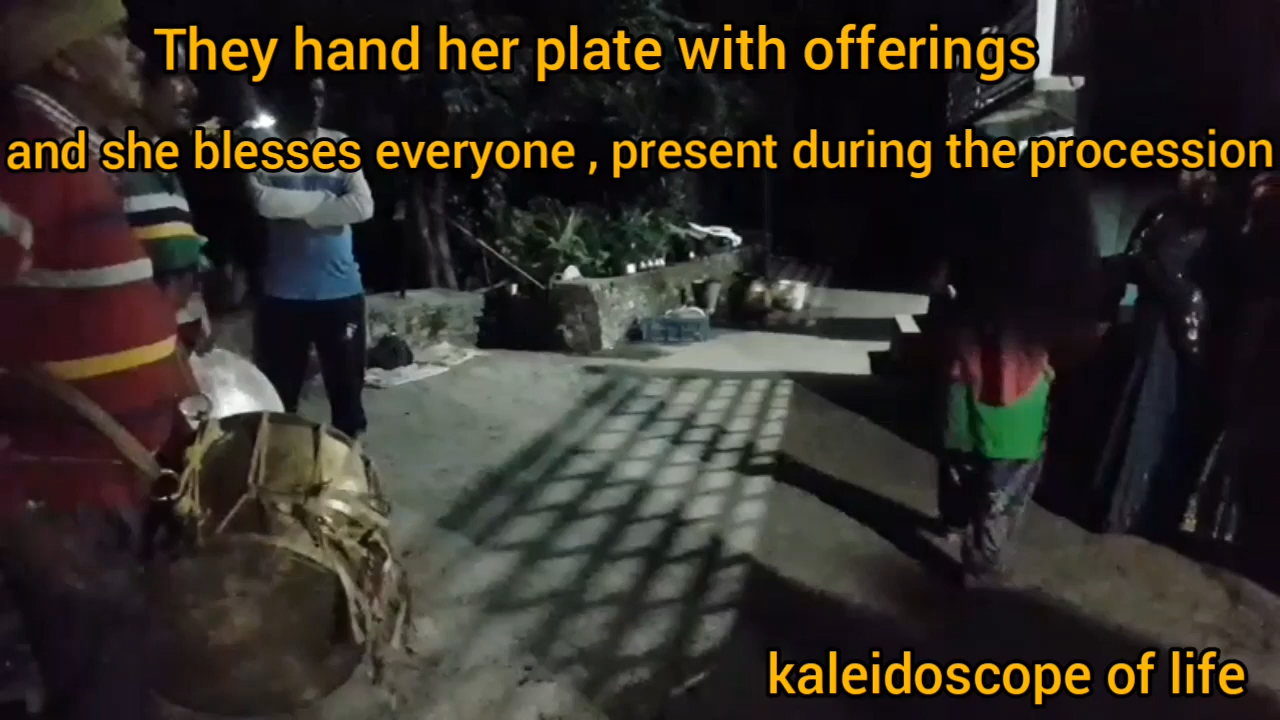 They hand her plate with offerings
and she blesses everyone , present during the procession
kaleidoscope of life